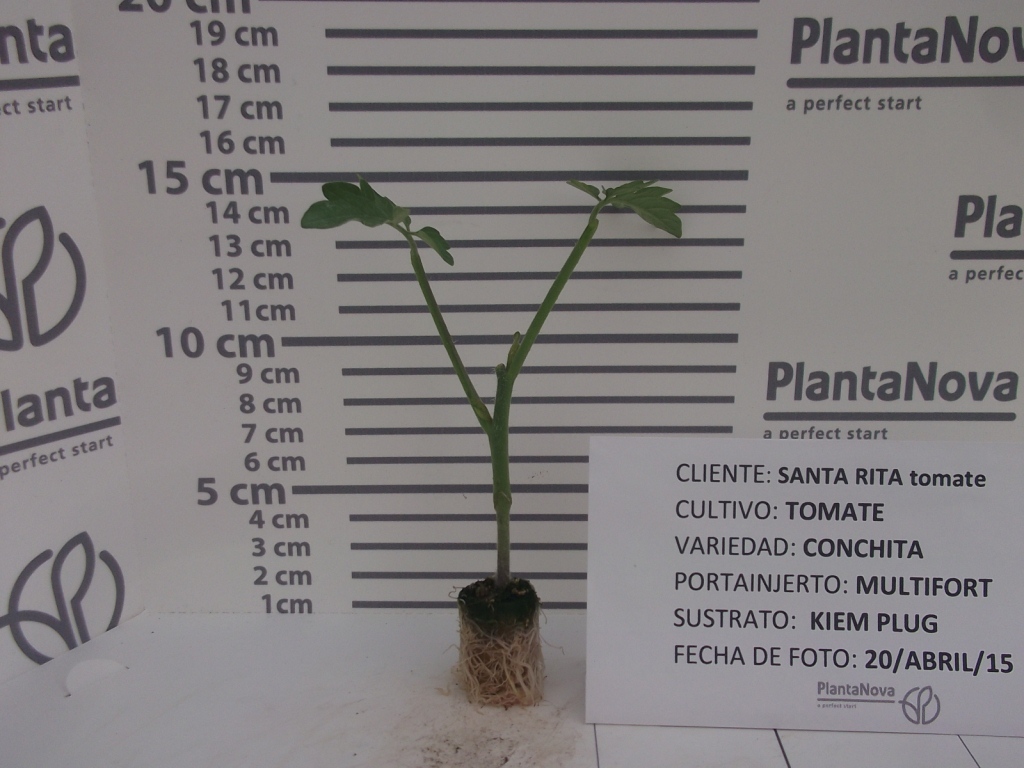 20 cm
19 cm
18 cm
17 cm
16 cm
15 cm
14 cm
13 cm
12 cm
11cm
10 cm
9 cm
8 cm
7 cm
6 cm
5 cm
4 cm
3 cm
2 cm
1cm
nta
ct start
lanta
perfect start
PlantaNov
a perfect start
Pla
a perfec
PlantaNova
a perfect start
CLIENTE: SANTA RITA tomate
CULTIVO: TOMATE
VARIEDAD: CONCHITA
PORTAINJERTO: MULTIFORT
SUSTRATO: KIEM PLUG
FECHA DE FOTO: 20/ABRIL/15
PlantaNova
a perfect start